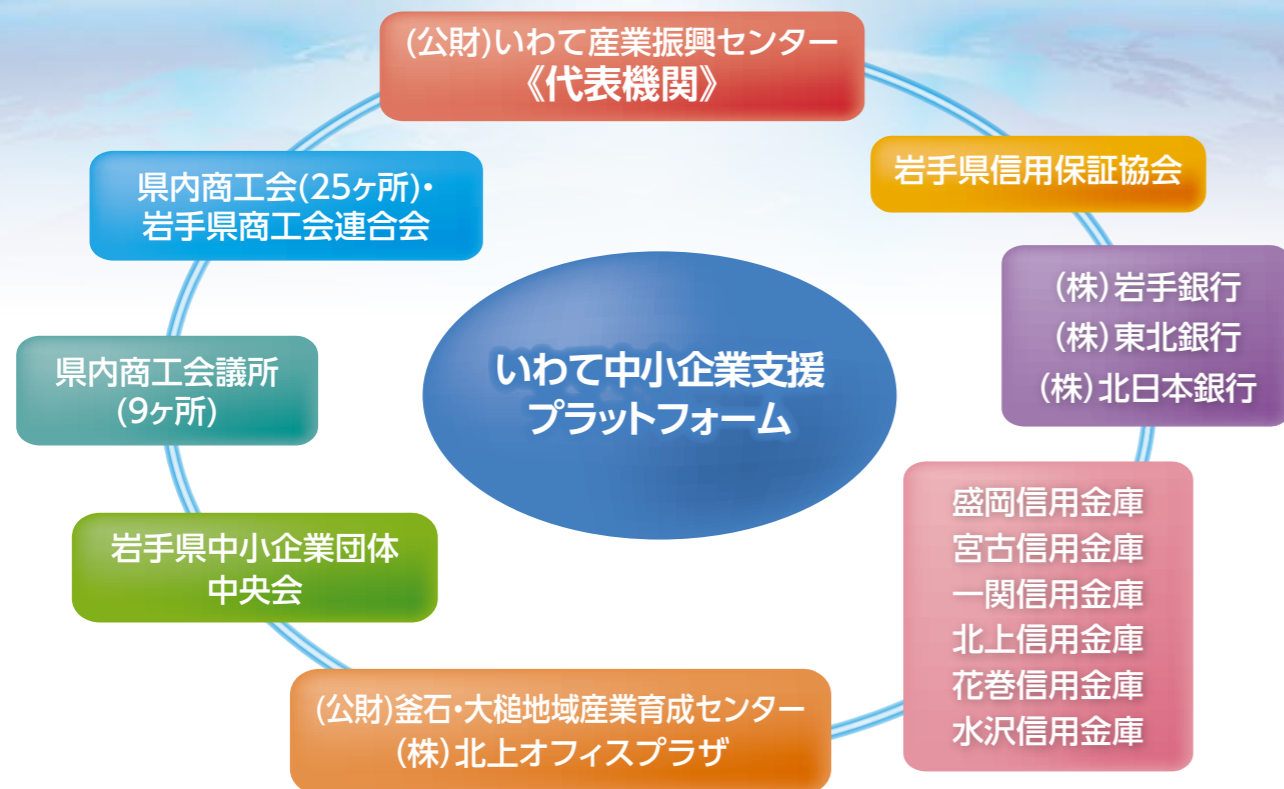 (公財)いわて産業振興センター
《代表機関》
県内商工会(25ヶ所)・
岩手県商工会連合会
岩手県信用保証協会
(株)岩手銀行
(株)東北銀行
(株)北日本銀行
県内商工会議所
(9ヶ所)
いわて中小企業支援
プラットフォーム
盛岡信用金庫
宮古信用金庫
一関信用金庫
北上信用金庫
花巻信用金庫
水沢信用金庫
岩手県中小企業団体
中央会
(公財)釜石・大槌地域産業育成センター
(株)北上オフィスプラザ